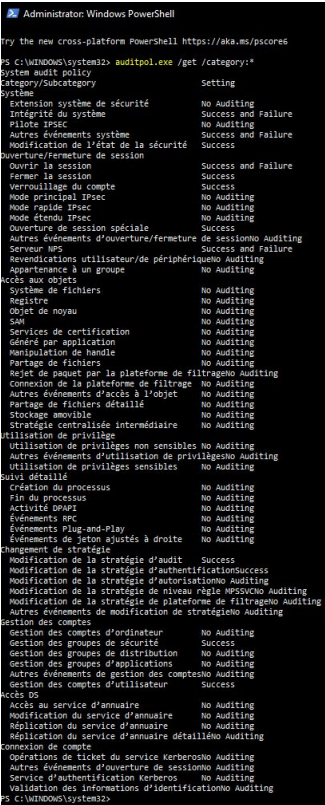 Administrator: Windows PowerShell
Try the new cross-platform PowerShell https://aka.ms/pscore6
PS C:\WINDOWS\system32> auditpol.exe /get /category:*
System audit policy
Category/Subcategory Setting
Système
Extension système de sécurité No Auditing
Intégrité du système Success and Failure
Pilote IPSEC No Auditing
Autres événements système Success and Failure
Modification de l'état de la sécurité Success
Ouverture/Fermeture de session
Ouvrir la session Success and Failure
Fermer la session Success
Verrouillage du compte Success
Mode principal IPsec No Auditing
Mode rapide IPsec No Auditing
Mode étendu IPsec No Auditing
Ouverture de session spéciale Success
Autres événements d'ouverture/fermeture de sessionNo Auditing
Serveur NPS Success and Failure
Revendications utilisateur/de périphériqueNo Auditing
Appartenance à un groupe No Auditing
Accès aux objets
Système de fichiers No Auditing
Registre No Auditing
Objet de noyau No Auditing
SAM No Auditing
Services de certification No Auditing
Généré par application No Auditing
Manipulation de handle No Auditing
Partage de fichiers No Auditing
Rejet de paquet par la plateforme de filtrageNo Auditing
Connexion de la plateforme de filtrage No Auditing
Autres événements d'accès à l'objet No Auditing
Partage de fichiers détaillé No Auditing
Stockage amovible No Auditing
Stratégie centralisée intermédiaire No Auditing
Utilisation de privilège
Utilisation de privilèges non sensibles No Auditing
Autres événements d'utilisation de privilègesNo Auditing
Utilisation de privilèges sensibles No Auditing
Suivi détaillé
Création du processus No Auditing
Fin du processus No Auditing
Activité DPAPI No Auditing
Événements RPC No Auditing
Événements Plug-and-Play No Auditing
Événements de jeton ajustés à droite No Auditing
Changement de stratégie
Modification de la stratégie d'audit Success
Modification de la stratégie d'authentificationSuccess
Modification de la stratégie d'autorisationNo Auditing
Modification de la stratégie de niveau règle MPSSVCNo Auditing
Modification de la stratégie de plateforme de filtrageNo Auditing
Autres événements de modification de stratégieNo Auditing
Gestion des comptes
Gestion des comptes d'ordinateur No Auditing
Gestion des groupes de sécurité Success
Gestion des groupes de distribution No Auditing
Gestion des groupes d'applications No Auditing
Autres événements de gestion des comptesNo Auditing
Gestion des comptes d'utilisateur Success
Accès DS
Accès au service d'annuaire No Auditing
Modification du service d'annuaire No Auditing
Réplication du service d'annuaire No Auditing
Réplication du service d'annuaire détailléNo Auditing
Connexion de compte
Opérations de ticket du service KerberosNo Auditing
Autres événements d'ouverture de sessionNo Auditing
Service d'authentification Kerberos No Auditing
Validation des informations d'identificationNo Auditing
PS C:\WINDOWS\system32>